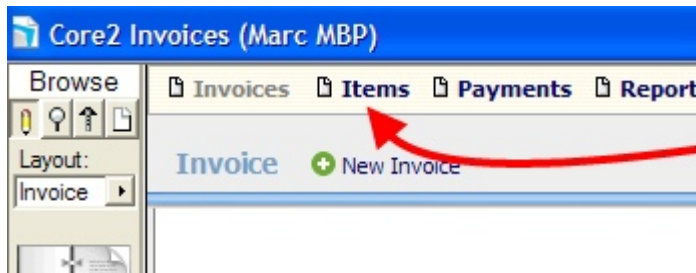 Core2 Invoices (Marc MBP)
Browse
Invoices Items Payments Report
Layout:
Invoice
Invoice New Invoice